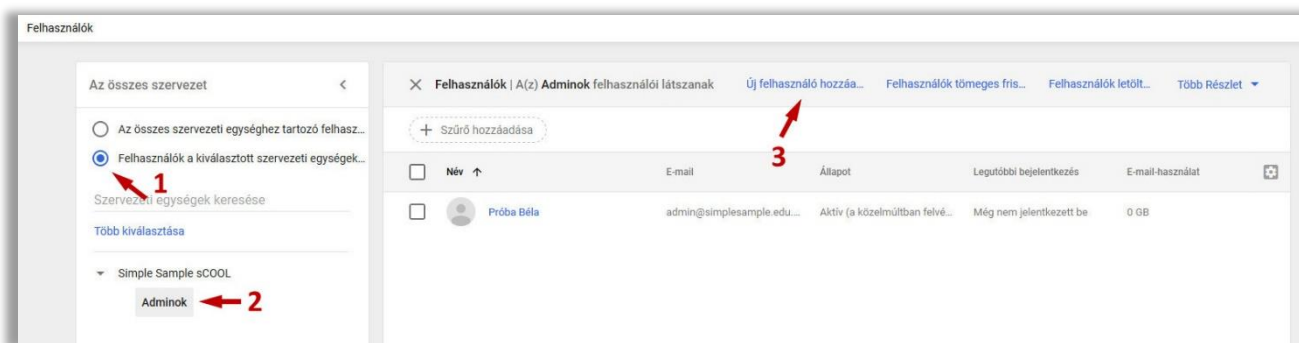 Felhasználók
Az összes szervezet
Az összes szervezeti egységhez tartozó felhasz...
Felhasználók a kiválasztott szervezeti egységek...
1
Szervezeti egységek keresése
Több kiválasztása
Simple Sample sCOOL
Adminok
2
Felhasználók | A(z) Adminok felhasználói látszanak Új felhasználó hozzáa... Felhasználók tömeges fris... Felhasználók letölt... Több Részlet
Szűrő hozzáadása
3
Név E-mail Állapot Legutóbbi bejelentkezés E-mail-használat
Próba Béla admin@simplesample.edu.... Aktív (a közelmúltban felvé... Még nem jelentkezett be 0 GB